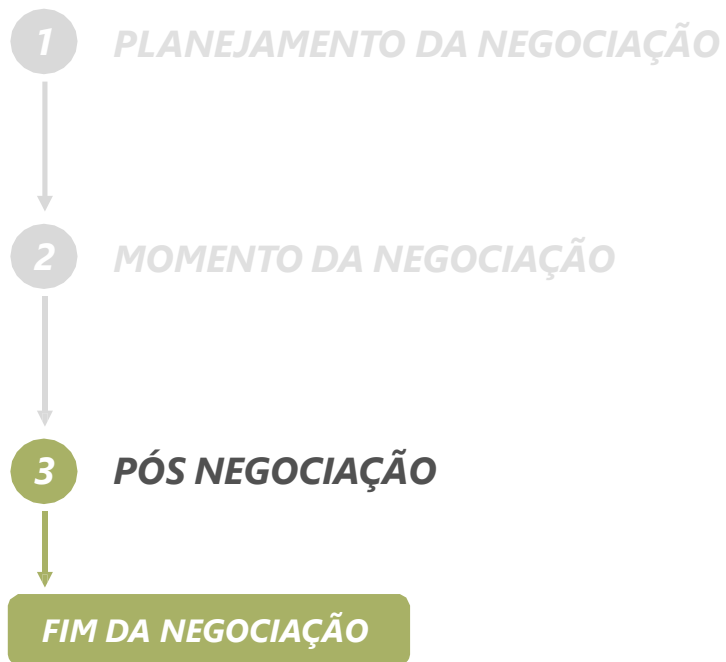 1 PLANEJAMENTO DA NEGOCIAÇÃO
2 MOMENTO DA NEGOCIAÇÃO
3 PÓS NEGOCIAÇÃO
FIM DA NEGOCIAÇÃO